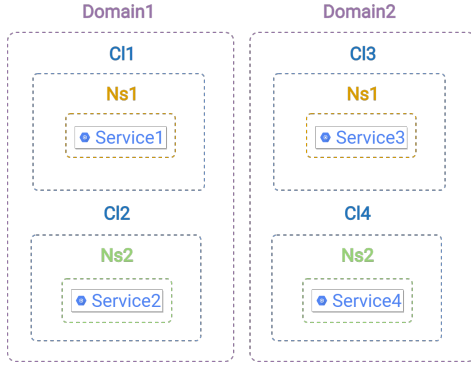 Domain1
Cl1
Ns1
Service1
Cl2
Ns2
Service2
Domain2
Cl3
Ns1
Service3
Cl4
Ns2
Service4